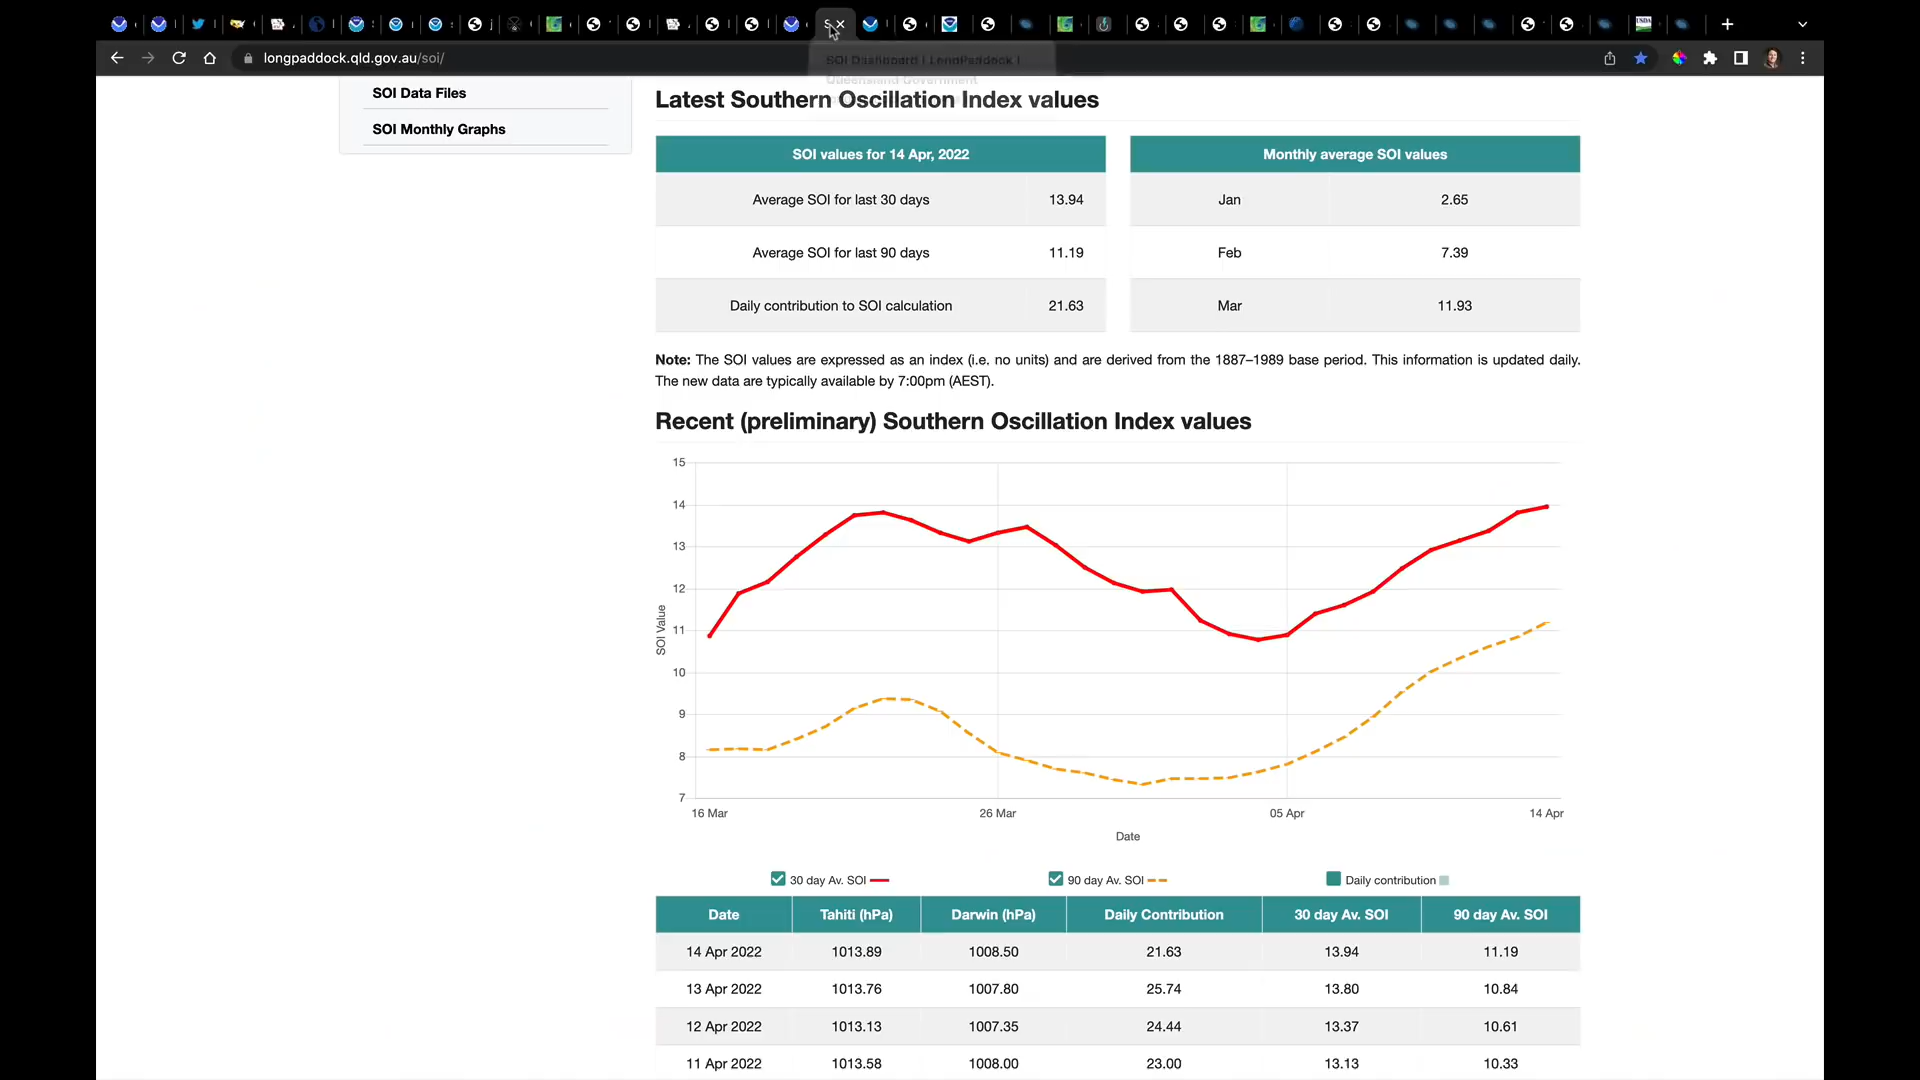 longpaddock.qld.gov.au/soi/
SOI Dashboard | LongPaddock |
Queensland Government
SOI Data Files
SOI Monthly Graphs
Latest Southern Oscillation Index values
SOI values for 14 Apr, 2022
Average SOI for last 30 days 13.94
Average SOI for last 90 days 11.19
Daily contribution to SOI calculation 21.63
Monthly average SOI values
Jan 2.65
Feb 7.39
Mar 11.93
Note: The SOI values are expressed as an index (i.e. no units) and are derived from the 1887–1989 base period. This information is updated daily.
The new data are typically available by 7:00pm (AEST).
Recent (preliminary) Southern Oscillation Index values
15
14
13
12
11
10
9
8
7
SOI Value
16 Mar 26 Mar 05 Apr 14 Apr
Date
30 day Av. SOI 90 day Av. SOI Daily contribution
Date Tahiti (hPa) Darwin (hPa) Daily Contribution 30 day Av. SOI 90 day Av. SOI
14 Apr 2022 1013.89 1008.50 21.63 13.94 11.19
13 Apr 2022 1013.76 1007.80 25.74 13.80 10.84
12 Apr 2022 1013.13 1007.35 24.44 13.37 10.61
11 Apr 2022 1013.58 1008.00 23.00 13.13 10.33